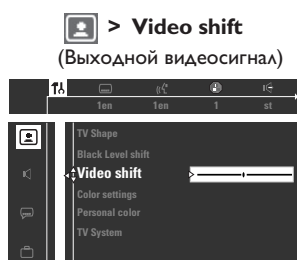 > Video shift
(Выходной видеосигнал)
1en 1en 1 st
TV Shape
Black Level shift
Video shift
Color settings
Personal color
TV System